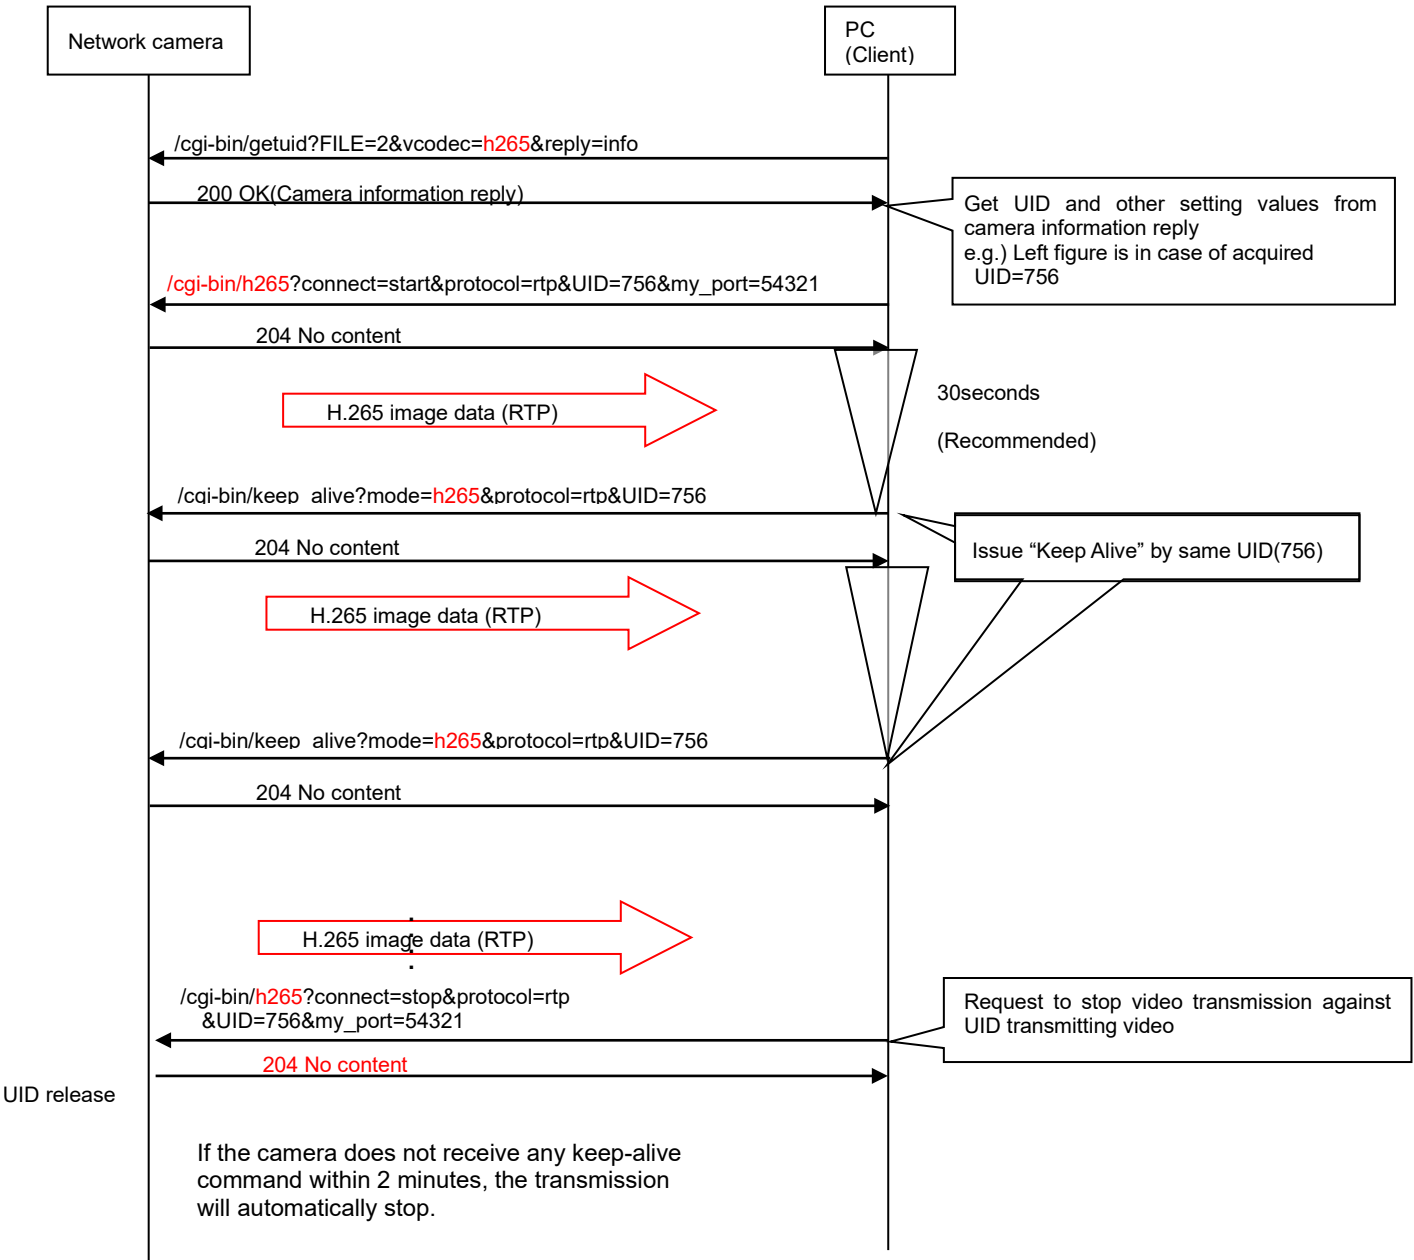 Network camera
PC
(Client)
/cgi-bin/getuid?FILE=2&vcodec=h265&reply=info
200 OK(Camera information reply)
Get UID and other setting values from
camera information reply
e.g.) Left figure is in case of acquired
UID=756
/cgi-bin/h265?connect=start&protocol=rtp&UID=756&my_port=54321
204 No content
30seconds
H.265 image data (RTP)
(Recommended)
/cgi-bin/keep_alive?mode=h265&protocol=rtp&UID=756
204 No content
Issue “Keep Alive” by same UID(756)
H.265 image data (RTP)
/cgi-bin/keep_alive?mode=h265&protocol=rtp&UID=756
204 No content
H.265 image data (RTP)
/cgi-bin/h265?connect=stop&protocol=rtp
&UID=756&my_port=54321
Request to stop video transmission against
UID transmitting video
204 No content
UID release
If the camera does not receive any keep-alive
command within 2 minutes, the transmission
will automatically stop.